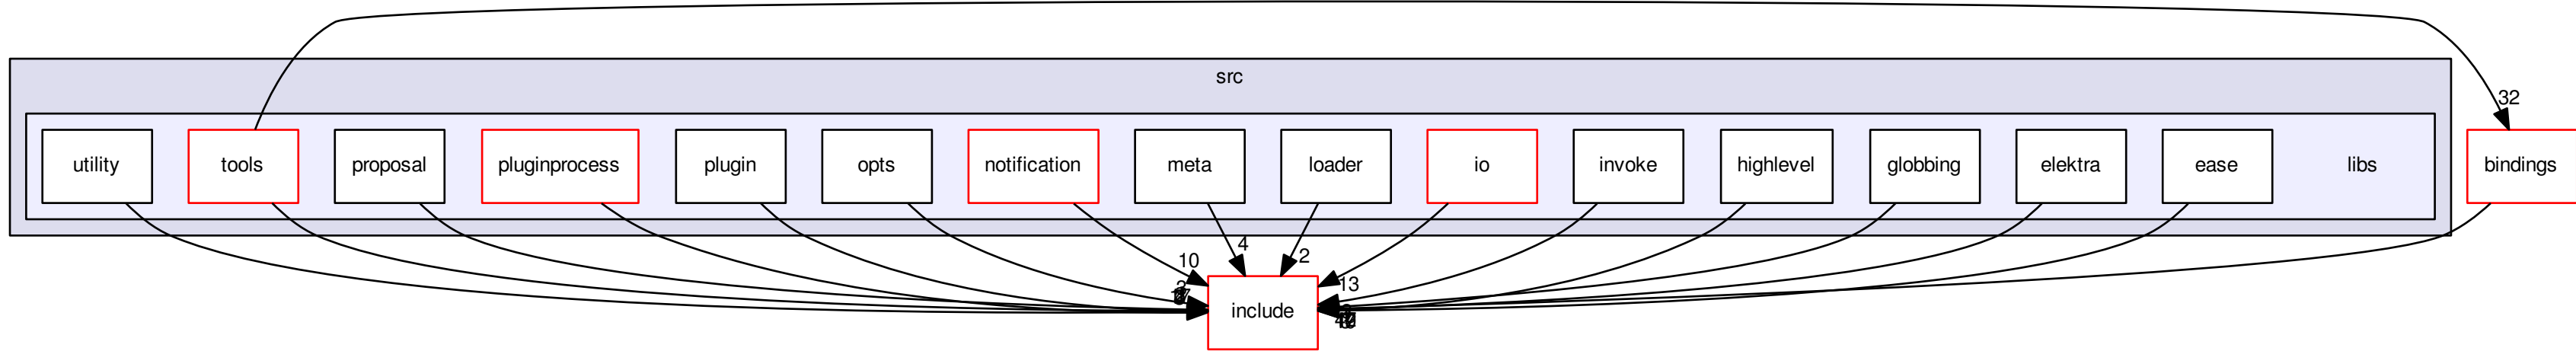 32
src
utility
tools
proposal
pluginprocess
plugin
opts
notification
meta
loader
io
invoke
highlevel
globbing
elektra
ease
libs
bindings
4
2
10
13
include